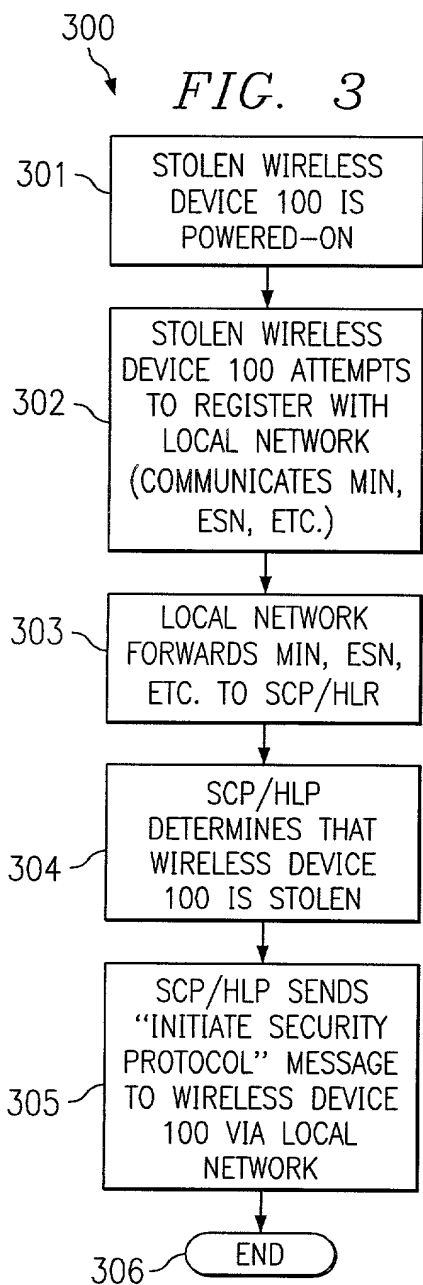 300
FIG. 3
301
STOLEN WIRELESS
DEVICE 100 IS
POWERED-ON
302
STOLEN WIRELESS
DEVICE 100 ATTEMPTS
TO REGISTER WITH
LOCAL NETWORK
(COMMUNICATES MIN,
ESN, ETC.)
303
LOCAL NETWORK
FORWARDS MIN, ESN,
ETC. TO SCP/HLR
304
SCP/HLP
DETERMINES THAT
WIRELESS DEVICE
100 IS STOLEN
305
SCP/HLP SENDS
“INITIATE SECURITY
PROTOCOL” MESSAGE
TO WIRELESS DEVICE
100 VIA LOCAL
NETWORK
306
END